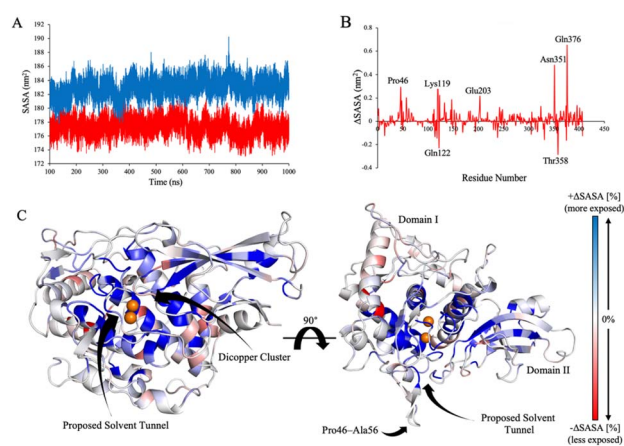 A
SASA (nm²)
192
190
188
186
184
182
180
178
176
174
172
100 200 300 400 500 600 700 800 900 1000
Time (ns)
B
ΔSASA (nm²)
0.8
0.6
0.4
0.2
0
-0.2
-0.4
0 50 100 150 200 250 300 350 400 450
Residue Number
Pro46
Lys119
Gln122
Glu203
Asn351
Gln376
Thr358
C
Dicopper Cluster
Proposed Solvent Tunnel
90°
Domain I
Domain II
Pro46–Ala56
Proposed Solvent Tunnel
+ΔSASA [%]
(more exposed)
0%
-ΔSASA [%]
(less exposed)